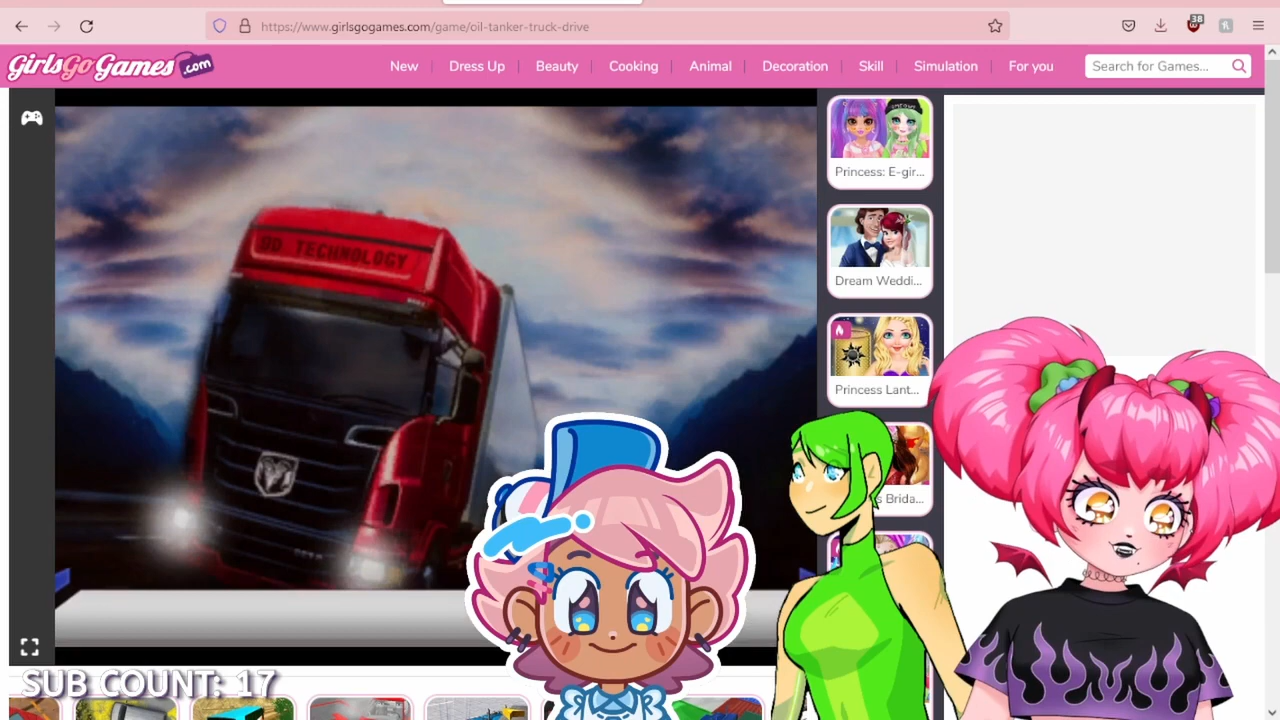 https://www.girlsgogames.com/game/oil-tanker-truck-drive
38
GirlsGoGames.com
New
Dress Up
Beauty
Cooking
Animal
Decoration
Skill
Simulation
For you
Search for Games...
TECHNOLOGY
Princess: E-gir...
Dream Weddi...
Princess Lant...
s Brida...
SUB COUNT: 17